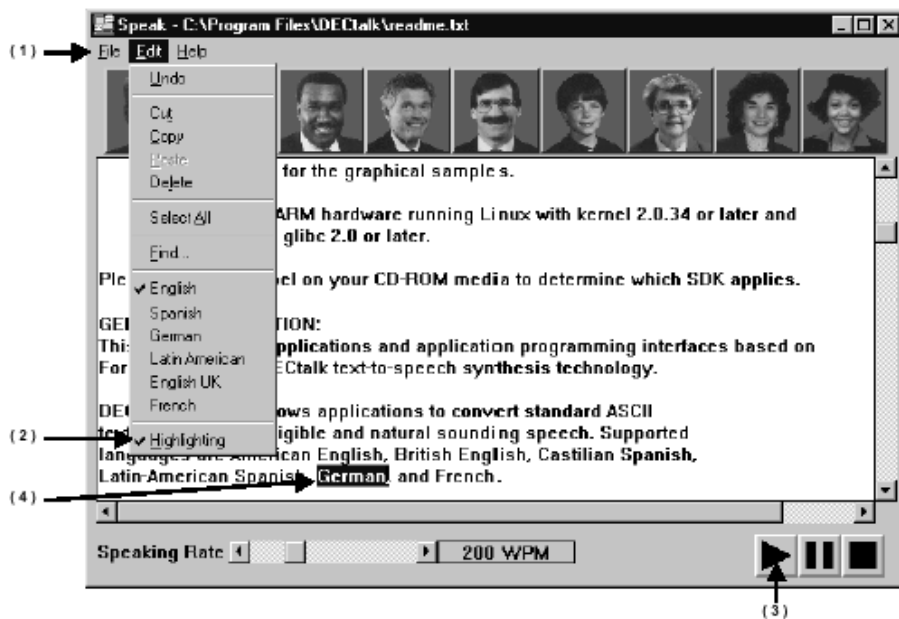 Speak - C:\Program Files\DECtalk\readme.txt
( 1 )
File Edit Help
Undo
Cut
Copy
Paste
Delete
Select All
Find...
English
Spanish
German
Latin American
English UK
French
Highlighting
for the graphical samples.
ARM hardware running Linux with kernel 2.0.34 or later and
glibc 2.0 or later.
Ple el on your CD-ROM media to determine which SDK applies.
GE TION:
This pplications and application programming interfaces based on
For ECtalk text-to-speech synthesis technology.
DEC ows applications to convert standard ASCII
( 2 )
igible and natural sounding speech. Supported
languages are American English, British English, Castilian Spanish,
Latin-American Spanish, German, and French.
( 4 )
Speaking Rate 200 WPM
( 3 )